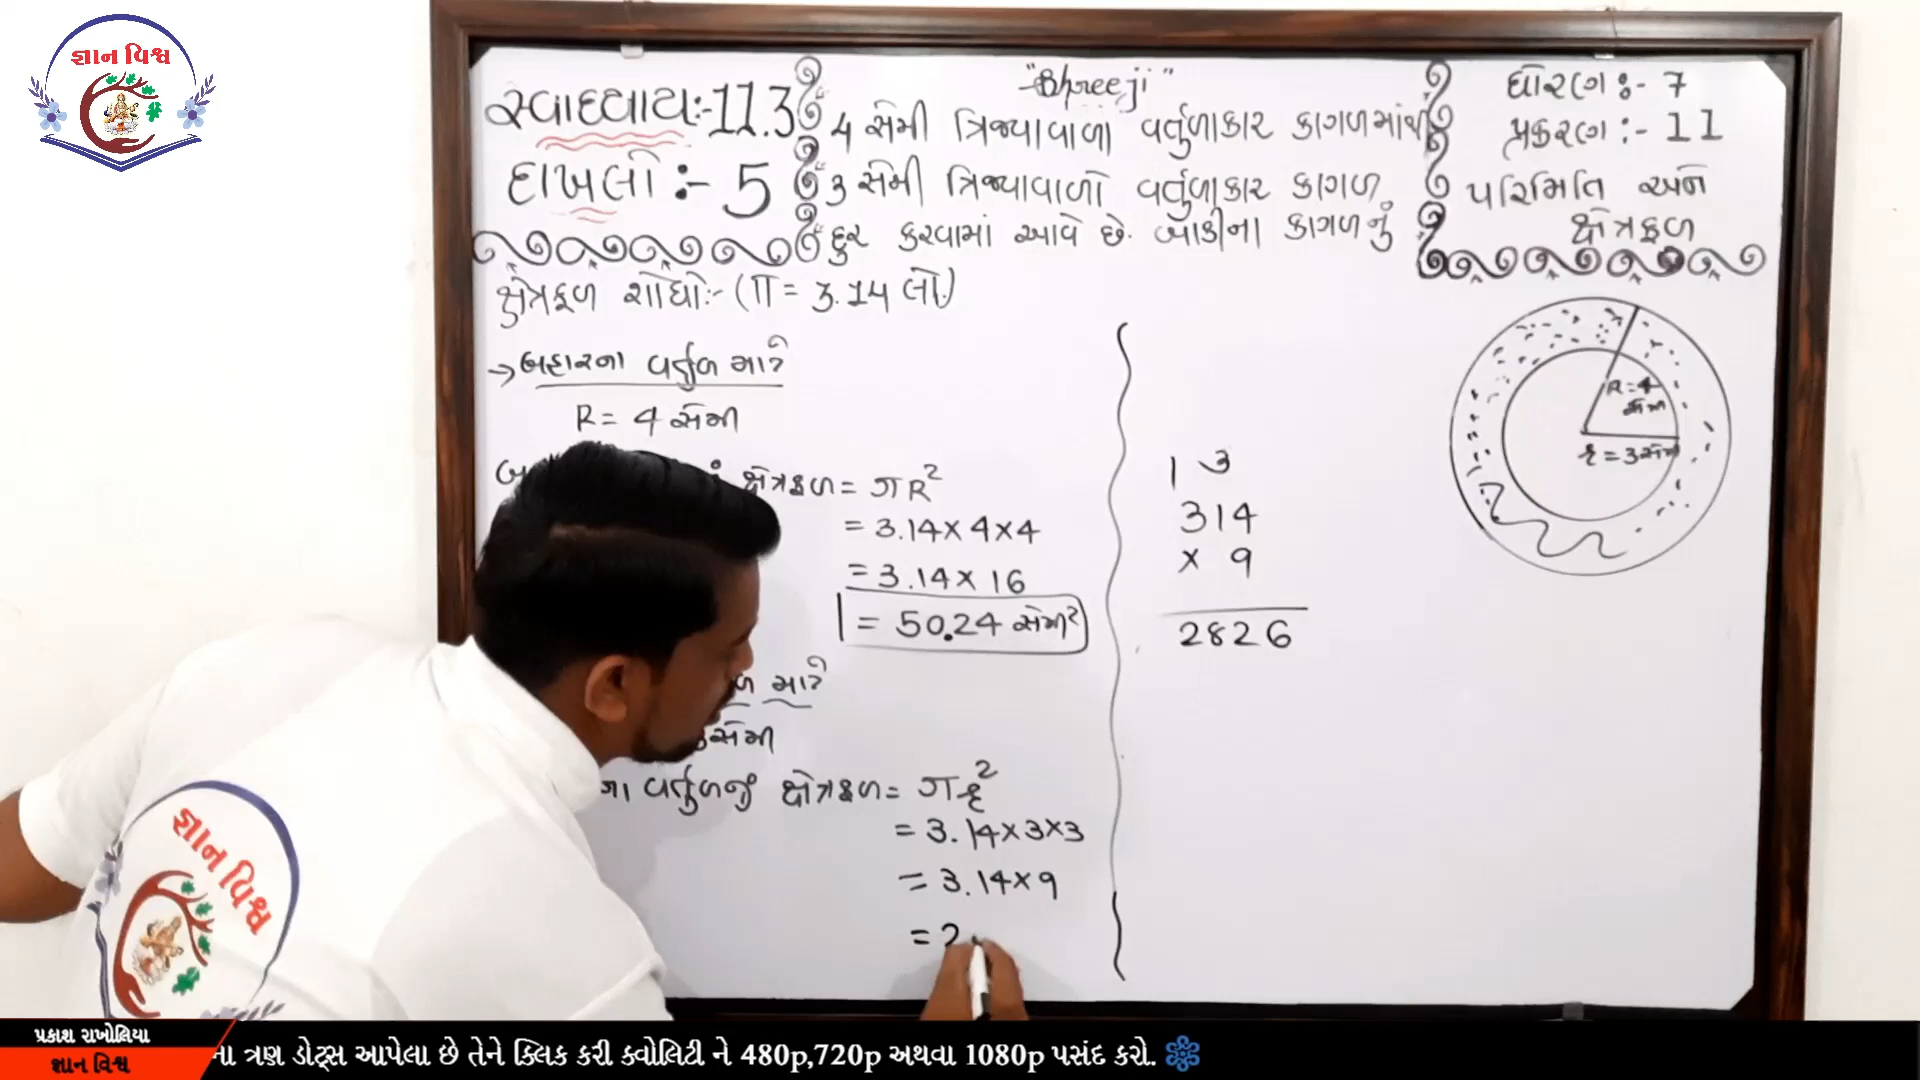 જ્ઞાન વિશ્વ
"Shreeji"
સ્વાધ્યાય:-11.3
દાખલો :- 5
4 સેમી ત્રિજ્યાવાળા વર્તુળાકાર કાગળમાંથી
3 સેમી ત્રિજ્યાવાળો વર્તુળાકાર કાગળ
દુર કરવામાં આવે છે. બાકીના કાગળનું
ક્ષેત્રફળ શોધો:- (π = 3.14 લો.)
ધોરણ :- 7
પ્રકરણ :- 11
પરિમિતિ અને
ક્ષેત્રફળ
→ બહારના વર્તુળ માટે
R = 4 સેમી
ક્ષેત્રફળ = πR²
= 3.14×4×4
= 3.14×16
= 50.24 સેમી²
માટે
સેમી
વર્તુળનું ક્ષેત્રફળ = πr²
= 3.14×3×3
= 3.14×9
= 2
1 3
314
× 9
2826
R=4
સેમી
r=3સેમી
જ્ઞાન વિશ્વ
પ્રકાશ રાખોલિયા
જ્ઞાન વિશ્વ
ના ત્રણ ડોટ્સ આપેલા છે તેને ક્લિક કરી ક્વોલિટી ને 480p,720p અથવા 1080p પસંદ કરો.